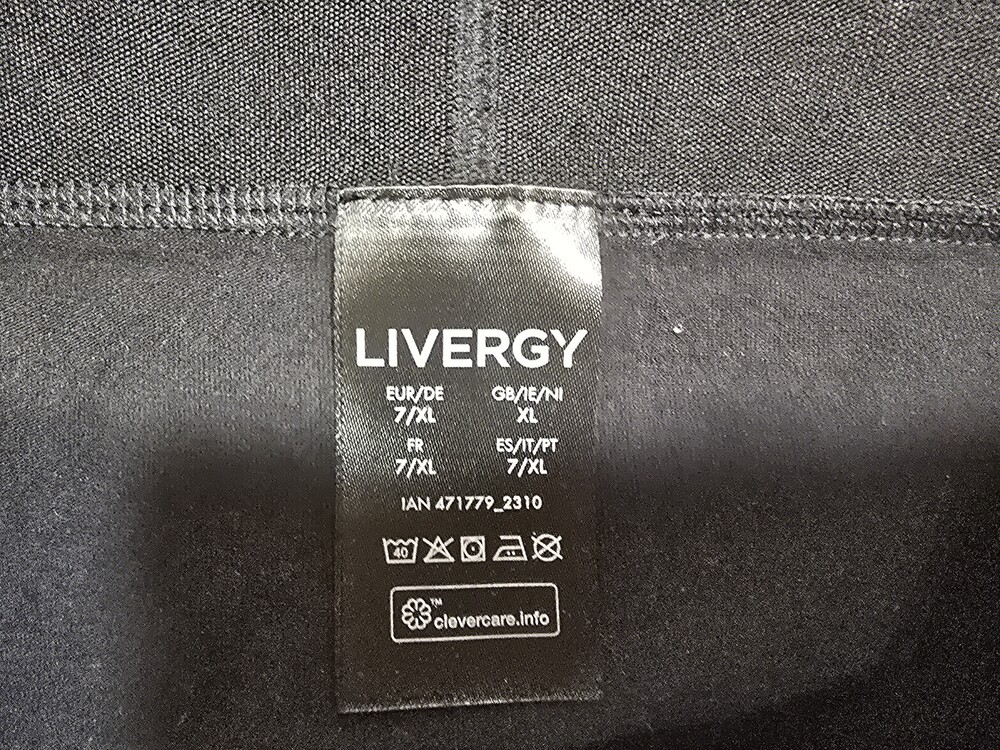 LIVERGY
EUR/DE GB/IE/NI
7/XL XL
FR ES/IT/PT
7/XL 7/XL
IAN 471779_2310
40
™
clevercare.info